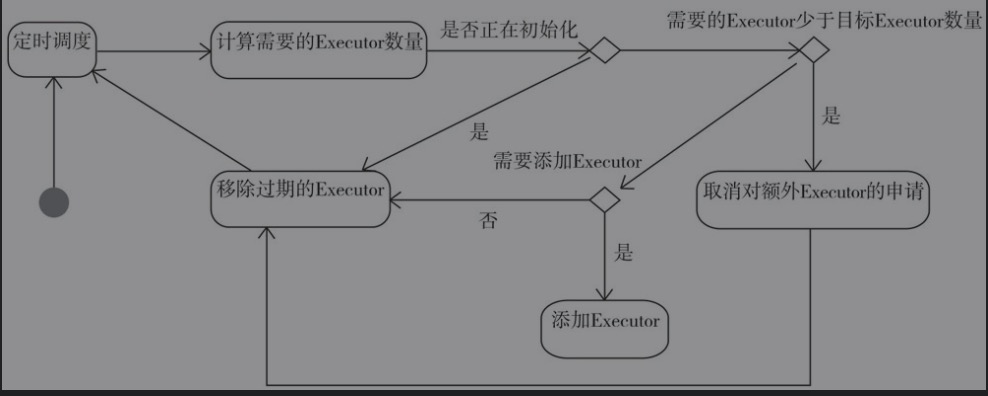 需要的Executor少于目标Executor数量
定时调度
计算需要的Executor数量
是否正在初始化
是
是
需要添加Executor
移除过期的Executor
取消对额外Executor的申请
否
是
添加Executor